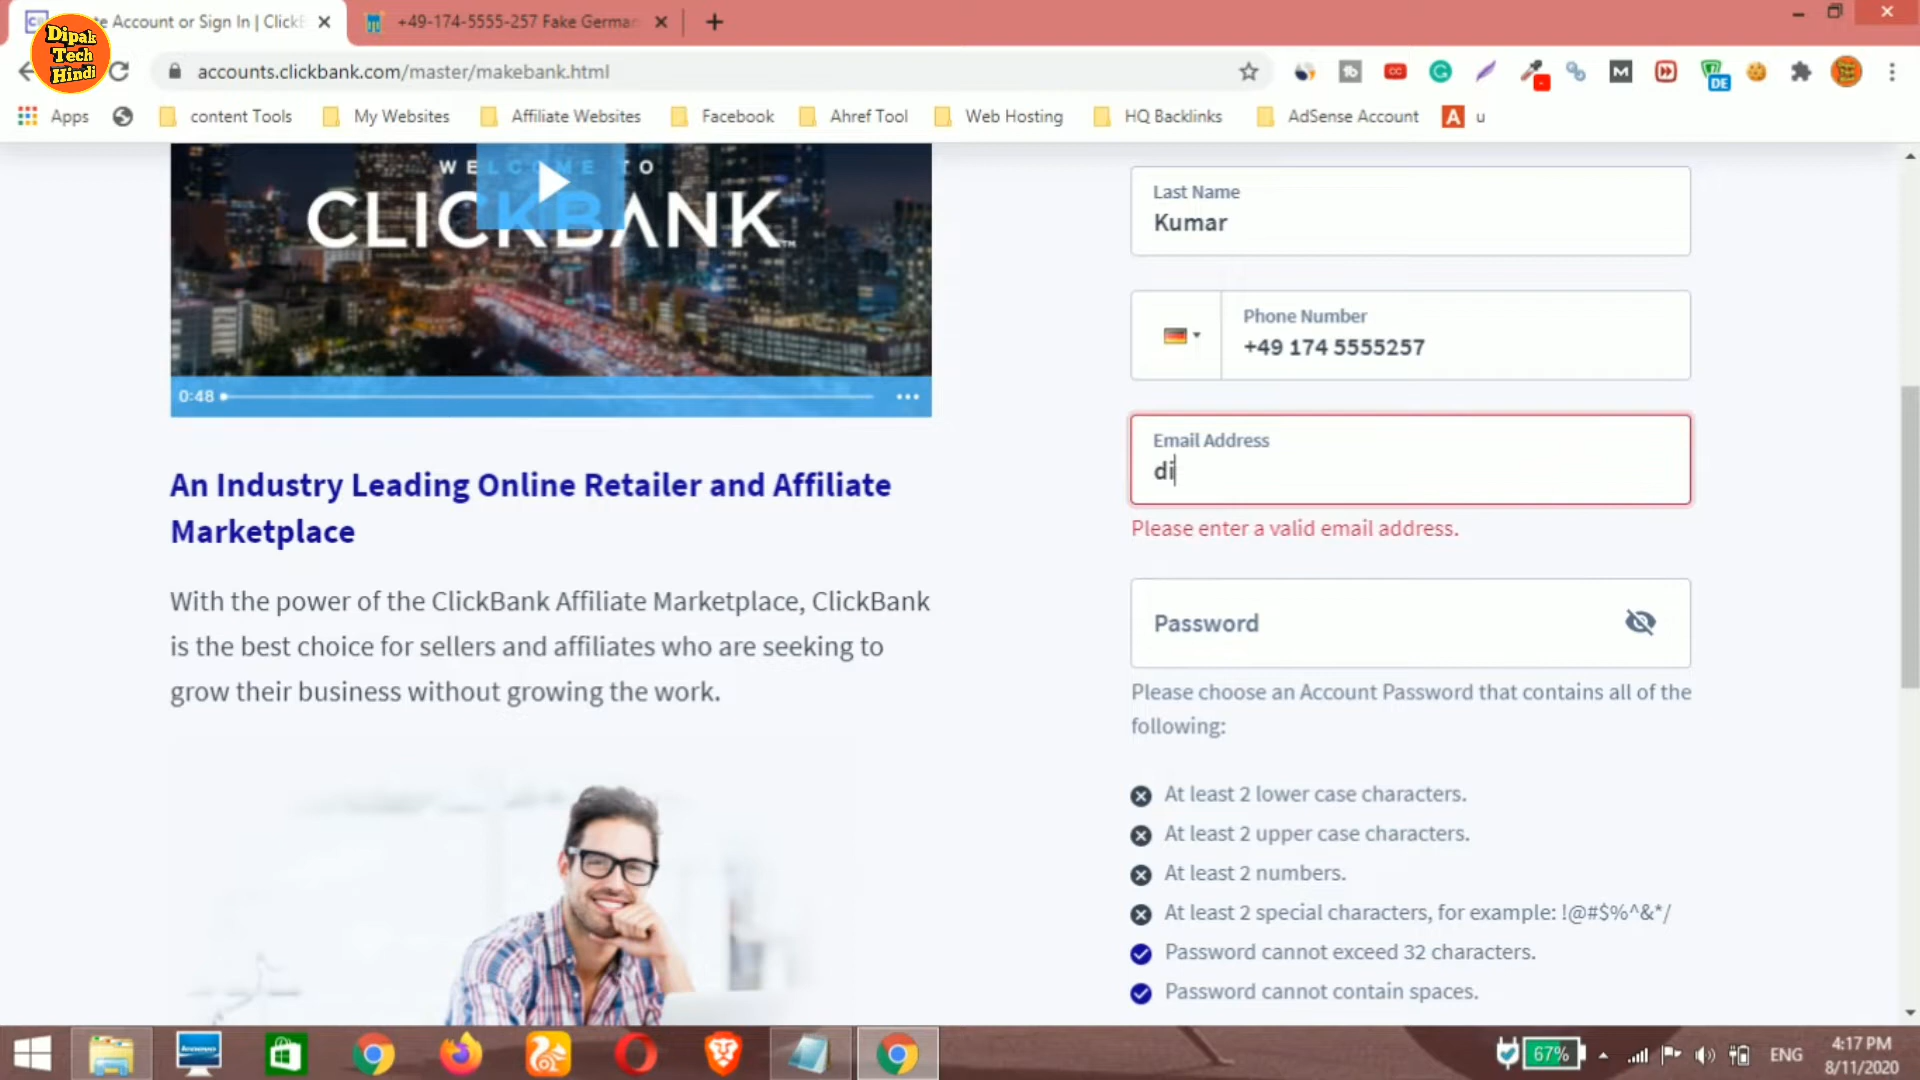 te Account or Sign In | Click
+49-174-5555-257 Fake German
Dipak
Tech
Hindi
accounts.clickbank.com/master/makebank.html
Apps
content Tools
My Websites
Affiliate Websites
Facebook
Ahref Tool
Web Hosting
HQ Backlinks
AdSense Account
A
u
DE
WELCOME TO
CLICKBANK
0:48
An Industry Leading Online Retailer and Affiliate
Marketplace
With the power of the ClickBank Affiliate Marketplace, ClickBank
is the best choice for sellers and affiliates who are seeking to
grow their business without growing the work.
Last Name
Kumar
Phone Number
+49 174 5555257
Email Address
di
Please enter a valid email address.
Password
Please choose an Account Password that contains all of the
following:
At least 2 lower case characters.
At least 2 upper case characters.
At least 2 numbers.
At least 2 special characters, for example: !@#$%^&*/
Password cannot exceed 32 characters.
Password cannot contain spaces.
67%
ENG
4:17 PM
8/11/2020